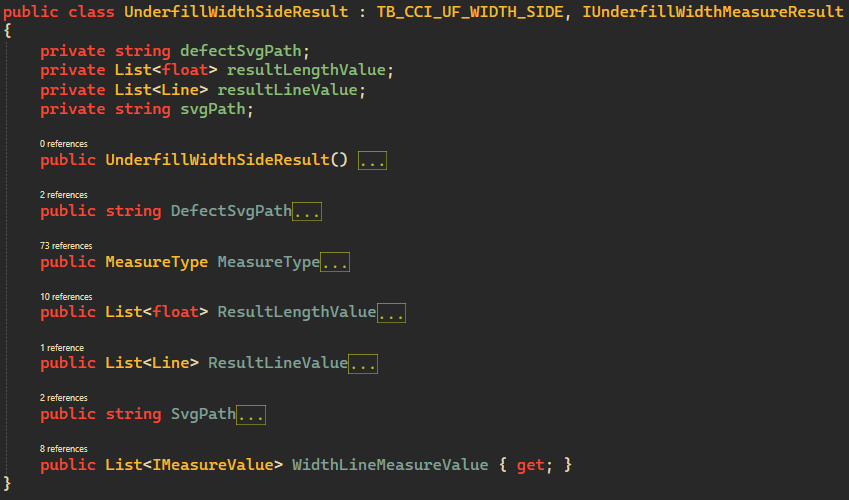 public class UnderfillWidthSideResult : TB_CCI_UF_WIDTH_SIDE, IUnderfillWidthMeasureResult
{
private string defectSvgPath;
private List<float> resultLengthValue;
private List<Line> resultLineValue;
private string svgPath;
0 references
public UnderfillWidthSideResult() ...
2 references
public string DefectSvgPath...
73 references
public MeasureType MeasureType...
10 references
public List<float> ResultLengthValue...
1 reference
public List<Line> ResultLineValue...
2 references
public string SvgPath...
8 references
public List<IMeasureValue> WidthLineMeasureValue { get; }
}